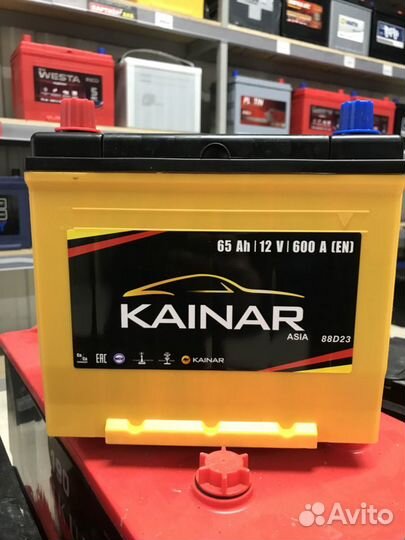 WESTA
65 Ah | 12 V | 600 A (EN)
KAINAR
ASIA 88D23
EAC
KAINAR
Avito